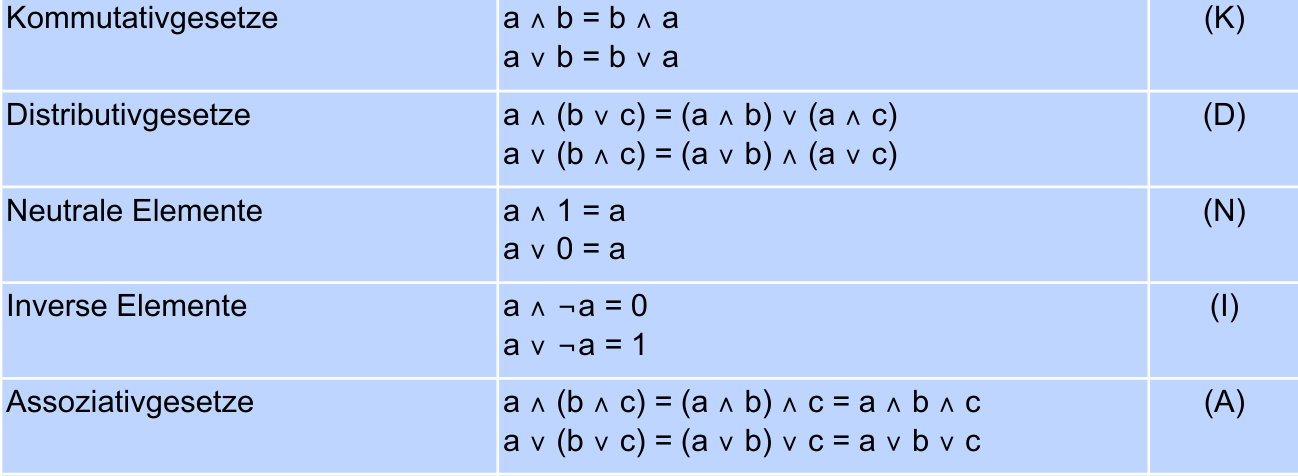 Kommutativgesetze
a ∧ b = b ∧ a
(K)
a ∨ b = b ∨ a
Distributivgesetze
a ∧ (b ∨ c) = (a ∧ b) ∨ (a ∧ c)
(D)
a ∨ (b ∧ c) = (a ∨ b) ∧ (a ∨ c)
Neutrale Elemente
a ∧ 1 = a
(N)
a ∨ 0 = a
Inverse Elemente
a ∧ ¬a = 0
(I)
a ∨ ¬a = 1
Assoziativgesetze
a ∧ (b ∧ c) = (a ∧ b) ∧ c = a ∧ b ∧ c
(A)
a ∨ (b ∨ c) = (a ∨ b) ∨ c = a ∨ b ∨ c